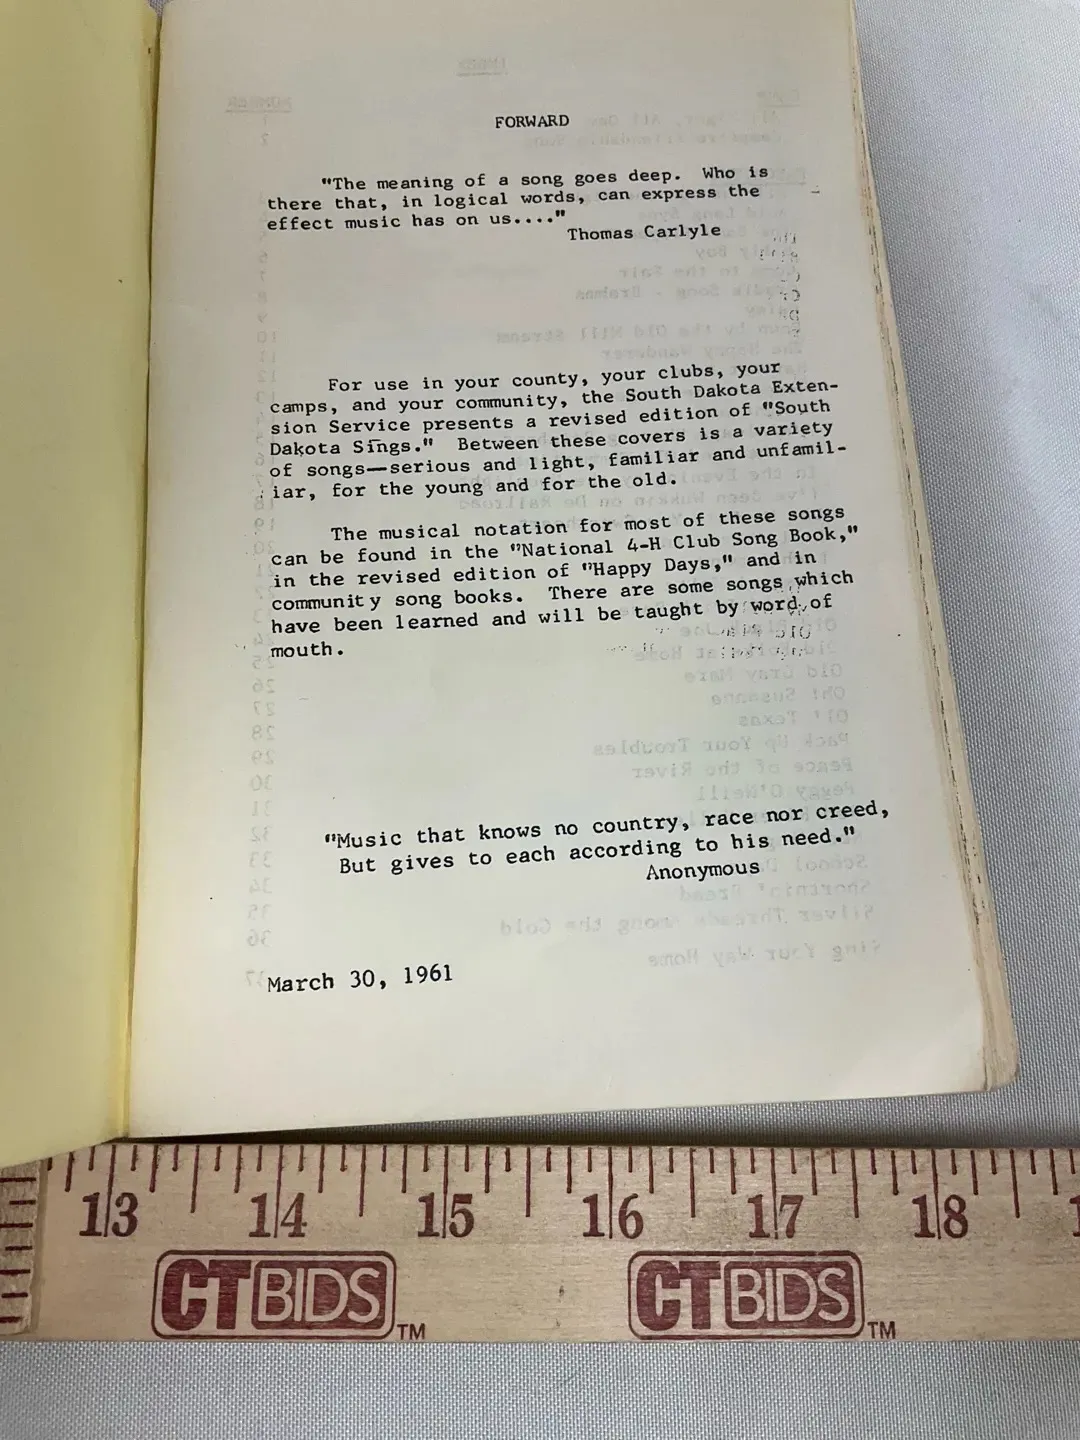 FORWARD
"The meaning of a song goes deep. Who is
there that, in logical words, can express the
effect music has on us...."
Thomas Carlyle
For use in your county, your clubs, your
camps, and your community, the South Dakota Exten-
sion Service presents a revised edition of "South
Dakota Sings." Between these covers is a variety
of songs—serious and light, familiar and unfamil-
iar, for the young and for the old.
The musical notation for most of these songs
can be found in the "National 4-H Club Song Book,"
in the revised edition of "Happy Days," and in
community song books. There are some songs which
have been learned and will be taught by word of
mouth.
"Music that knows no country, race nor creed,
But gives to each according to his need."
Anonymous
March 30, 1961
13 14 15 16 17 18
CTBIDS™ CTBIDS™